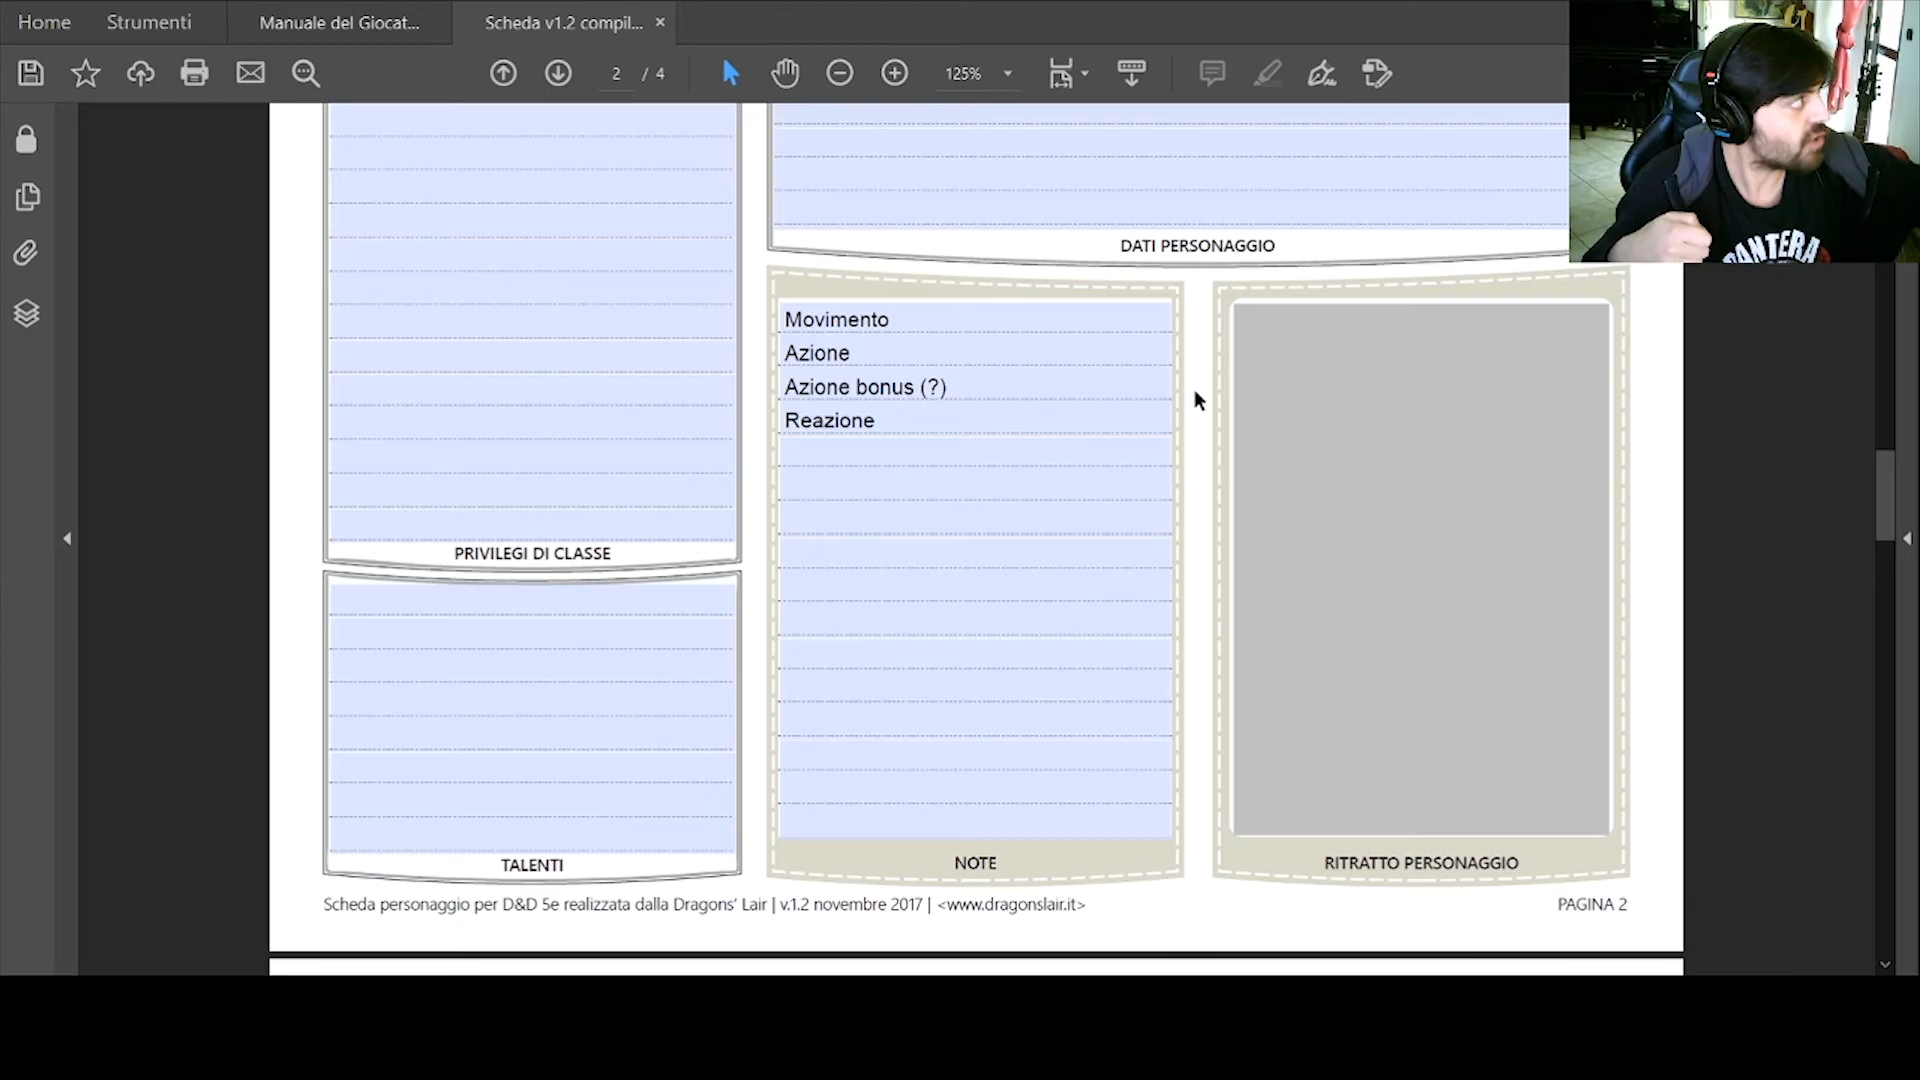 Home
Strumenti
Manuale del Giocat...
Scheda v1.2 compil...
2 / 4
125%
DATI PERSONAGGIO
Movimento
Azione
Azione bonus (?)
Reazione
PRIVILEGI DI CLASSE
TALENTI
NOTE
RITRATTO PERSONAGGIO
Scheda personaggio per D&D 5e realizzata dalla Dragons' Lair | v.1.2 novembre 2017 | <www.dragonslair.it>
PAGINA 2
PANTERA